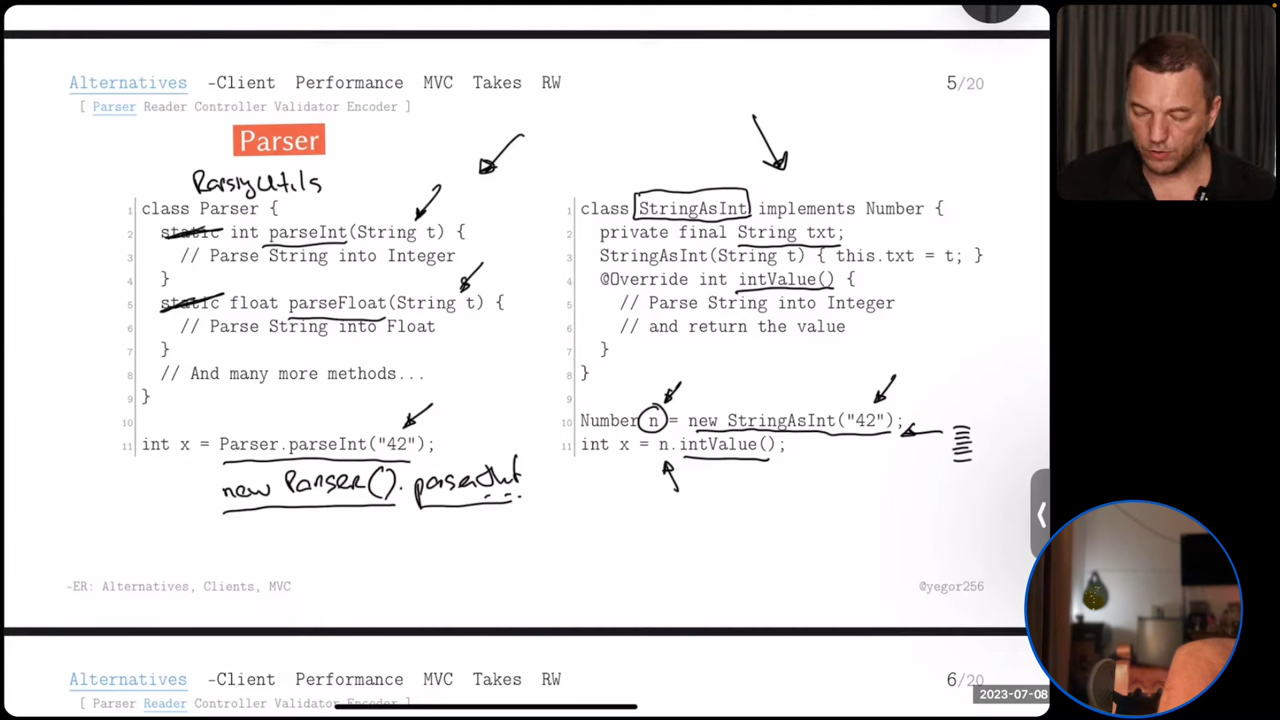 Alternatives -Client Performance MVC Takes RW
5/20
[ Parser Reader Controller Validator Encoder ]
Parser
ParsingUtils
1 class Parser {
2 static int parseInt(String t) {
3 // Parse String into Integer
4 }
5 static float parseFloat(String t) {
6 // Parse String into Float
7 }
8 // And many more methods...
9 }
10
11 int x = Parser.parseInt("42");
new Parser().parserInt
1 class StringAsInt implements Number {
2 private final String txt;
3 StringAsInt(String t) { this.txt = t; }
4 @Override int intValue() {
5 // Parse String into Integer
6 // and return the value
7 }
8 }
9
10 Number n = new StringAsInt("42");
11 int x = n.intValue();
-ER: Alternatives, Clients, MVC
@yegor256
Alternatives -Client Performance MVC Takes RW
6/20
[ Parser Reader Controller Validator Encoder ]
2023-07-08